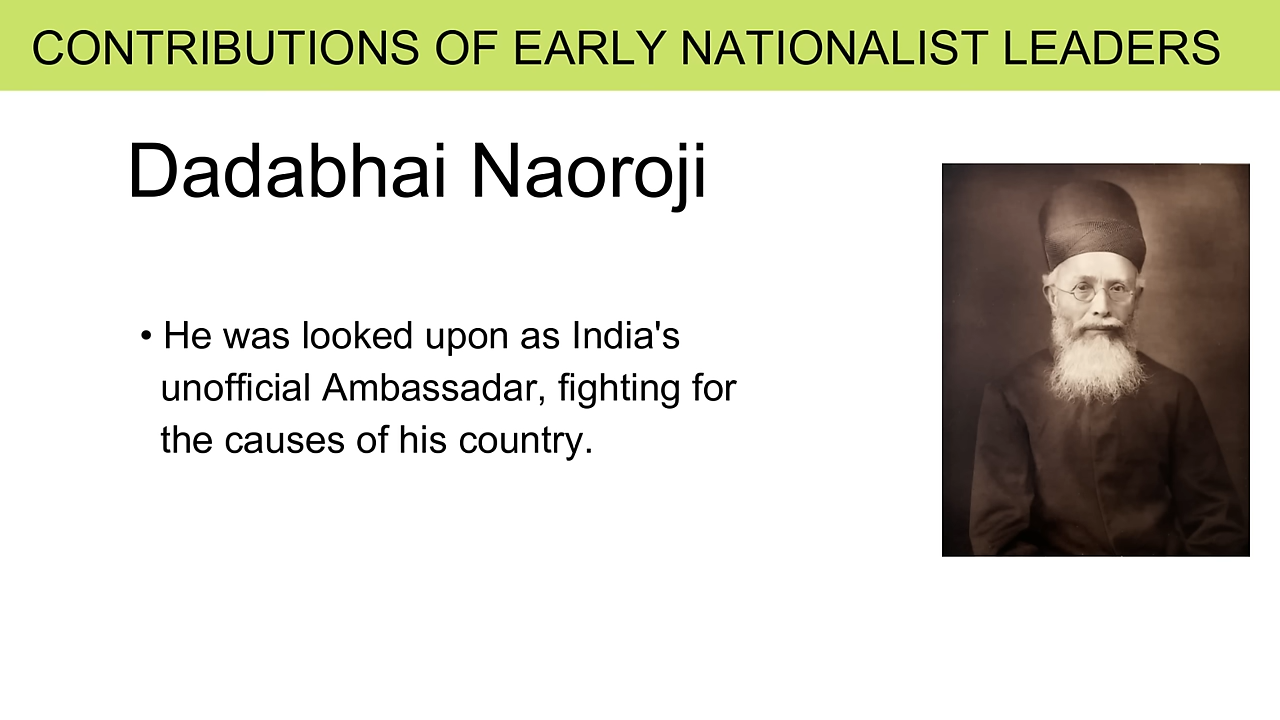 CONTRIBUTIONS OF EARLY NATIONALIST LEADERS
Dadabhai Naoroji
• He was looked upon as India's
unofficial Ambassadar, fighting for
the causes of his country.